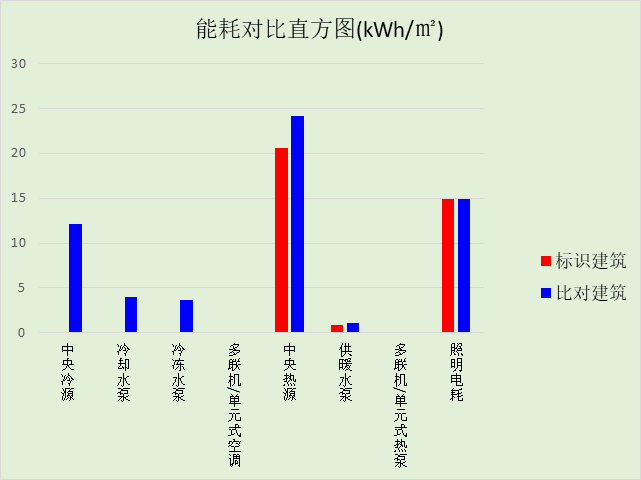 能耗对比直方图(kWh/㎡)
30
25
20
15
10
5
0
中央冷源
冷却水泵
冷冻水泵
多联机/单元式空调
中央热源
供暖水泵
多联机/单元式热泵
照明电耗
标识建筑
比对建筑